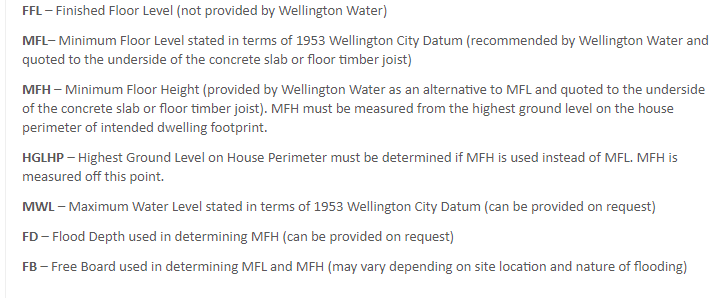 FFL – Finished Floor Level (not provided by Wellington Water)
MFL– Minimum Floor Level stated in terms of 1953 Wellington City Datum (recommended by Wellington Water and
quoted to the underside of the concrete slab or floor timber joist)
MFH – Minimum Floor Height (provided by Wellington Water as an alternative to MFL and quoted to the underside
of the concrete slab or floor timber joist). MFH must be measured from the highest ground level on the house
perimeter of intended dwelling footprint.
HGLHP – Highest Ground Level on House Perimeter must be determined if MFH is used instead of MFL. MFH is
measured off this point.
MWL – Maximum Water Level stated in terms of 1953 Wellington City Datum (can be provided on request)
FD – Flood Depth used in determining MFH (can be provided on request)
FB – Free Board used in determining MFL and MFH (may vary depending on site location and nature of flooding)